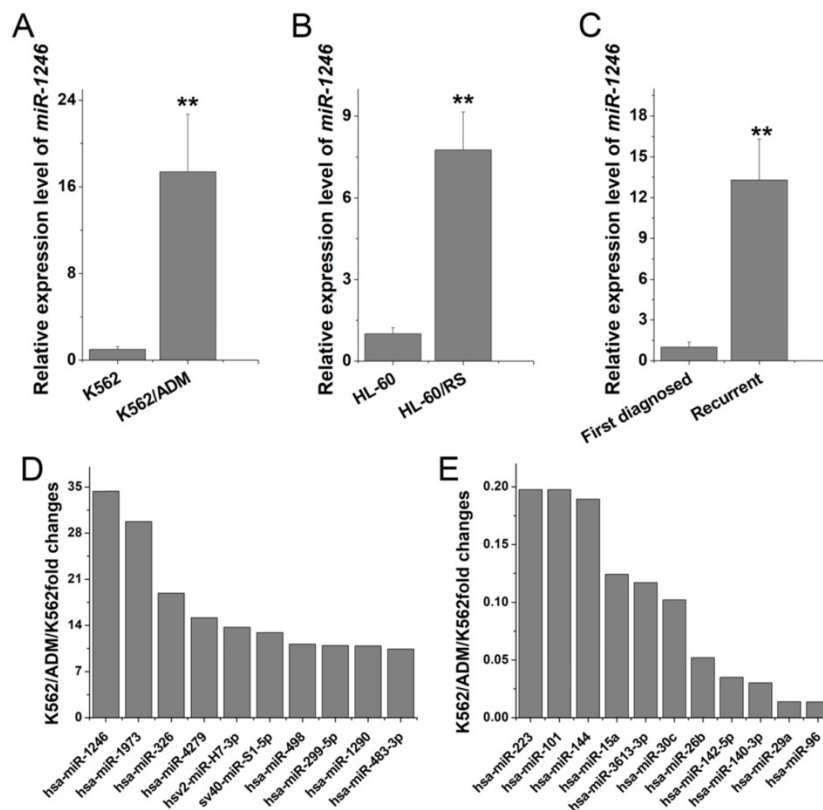 A
Relative expression level of miR-1246
24
16
8
0
**
K562
K562/ADM
B
Relative expression level of miR-1246
9
6
3
0
**
HL-60
HL-60/RS
C
Relative expression level of miR-1246
18
15
12
9
6
3
0
**
First diagnosed
Recurrent
D
K562/ADM/K562fold changes
35
28
21
14
7
0
hsa-miR-1246
hsa-miR-1973
hsa-miR-326
hsa-miR-4279
hsv2-miR-H7-3p
sv40-miR-S1-5p
hsa-miR-498
hsa-miR-299-5p
hsa-miR-1290
hsa-miR-483-3p
E
K562/ADM/K562fold changes
0.20
0.15
0.10
0.05
0.00
hsa-miR-223
hsa-miR-101
hsa-miR-144
hsa-miR-15a
hsa-miR-3613-3p
hsa-miR-30c
hsa-miR-26b
hsa-miR-142-5p
hsa-miR-140-3p
hsa-miR-29a
hsa-miR-96